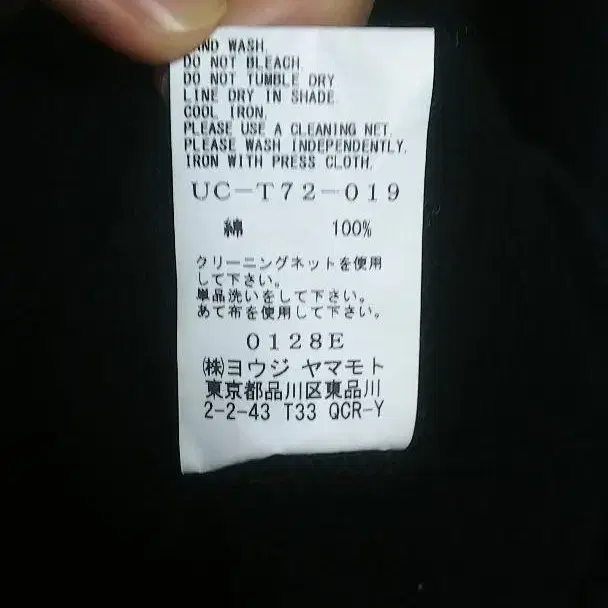 HAND WASH.
DO NOT BLEACH.
DO NOT TUMBLE DRY
LINE DRY IN SHADE.
COOL IRON.
PLEASE USE A CLEANING NET.
PLEASE WASH INDEPENDENTLY.
IRON WITH PRESS CLOTH.
UC-T72-019
綿 100%
クリーニングネットを使用
して下さい。
単品洗いをして下さい。
あて布を使用して下さい。
0128E
㈱ヨウジ ヤマモト
東京都品川区東品川
2-2-43 T33 QCR-Y